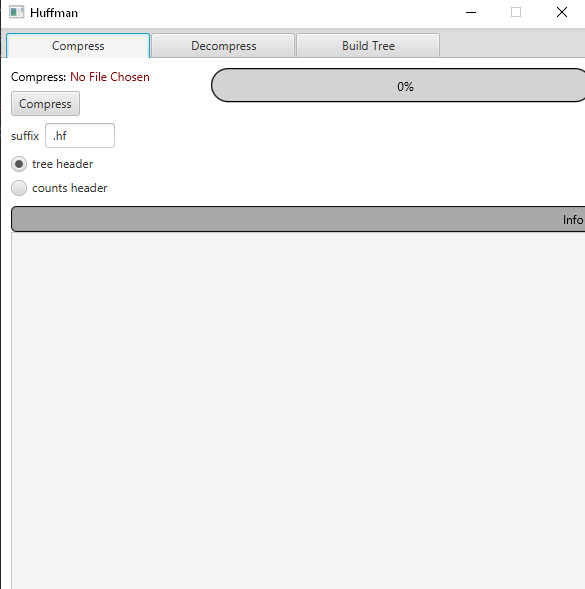 Huffman
Compress Decompress Build Tree
Compress: No File Chosen
0%
Compress
suffix .hf
tree header
counts header
Info